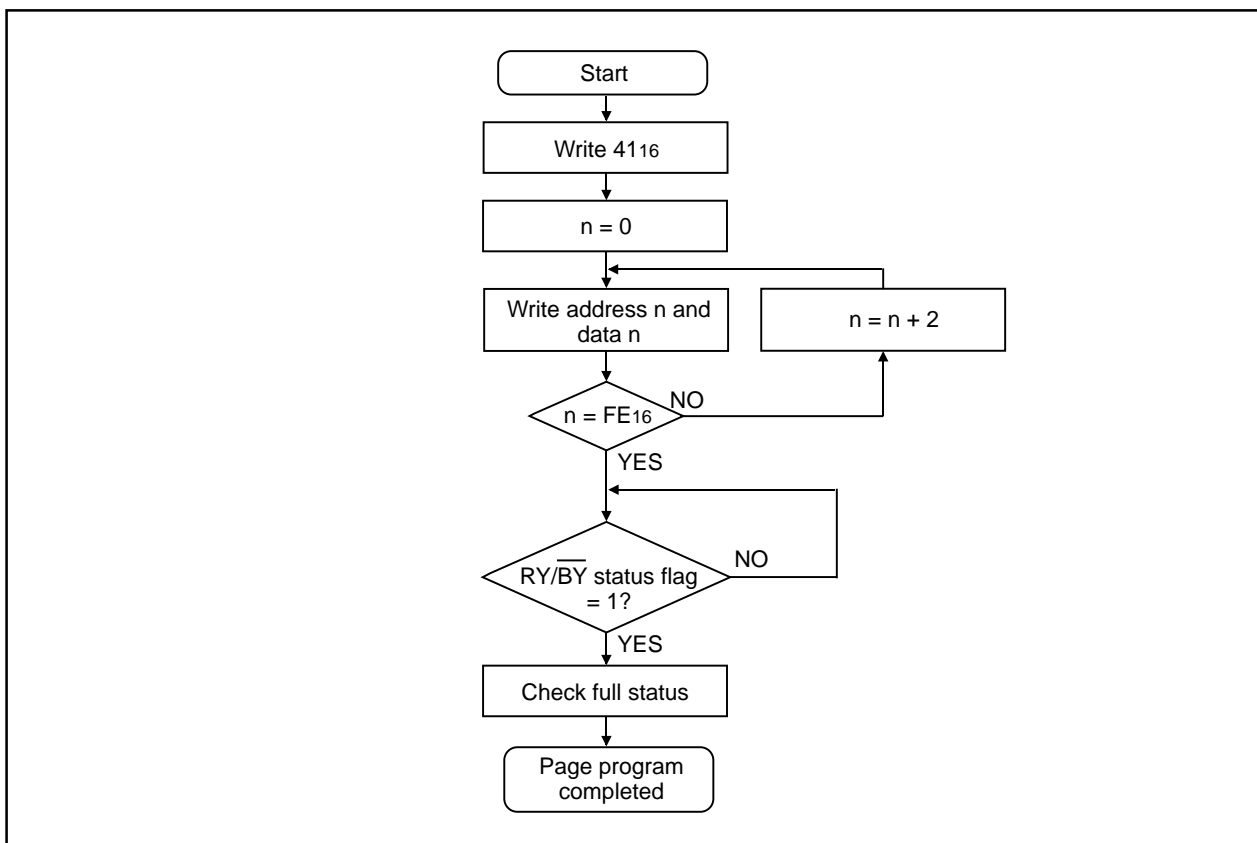 Start
Write 4116
n = 0
Write address n and
data n
n = n + 2
n = FE16
NO
YES
RY/BY status flag
= 1?
NO
YES
Check full status
Page program
completed